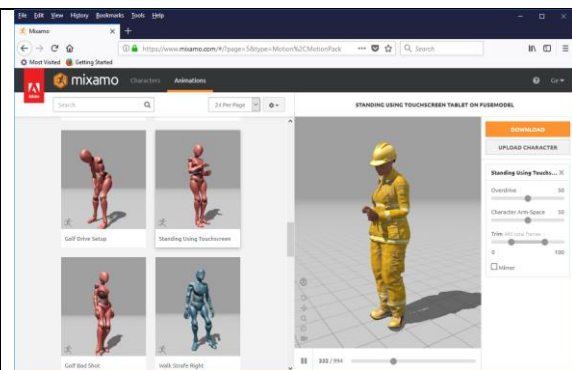 File Edit View History Bookmarks Tools Help
Mixamo
https://www.mixamo.com/#/?page=5&type=Motion%2CMotionPack
Search
Most Visited Getting Started
mixamo Characters Animations
Search
24 Per Page
STANDING USING TOUCHSCREEN TABLET ON FUSEMODEL
DOWNLOAD
UPLOAD CHARACTER
Standing Using Touchs...
Overdrive 50
Character Arm-Space 50
Trim
0 100
Mirror
Golf Drive Setup
Standing Using Touchscreen
Golf Bad Shot
Walk Strafe Right
/ 994